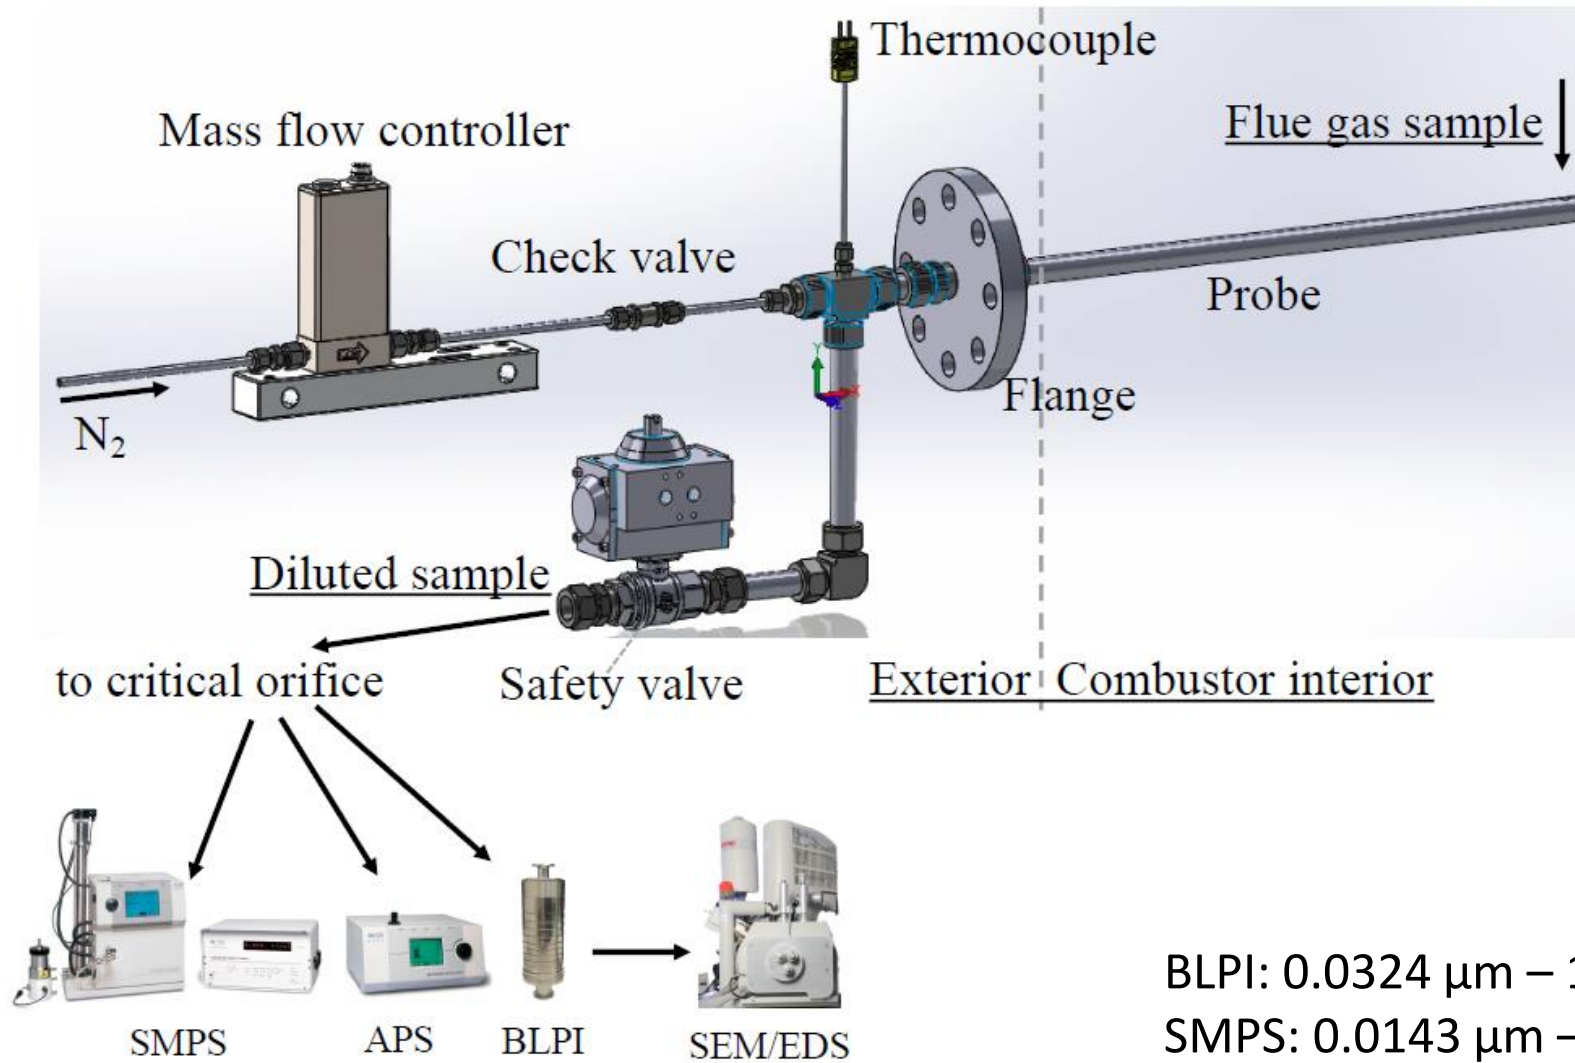 Thermocouple
Mass flow controller
Flue gas sample
Check valve
Probe
N₂
Flange
Diluted sample
to critical orifice
Safety valve
Exterior
Combustor interior
SMPS
APS
BLPI
SEM/EDS
BLPI: 0.0324 μm –
SMPS: 0.0143 μm –